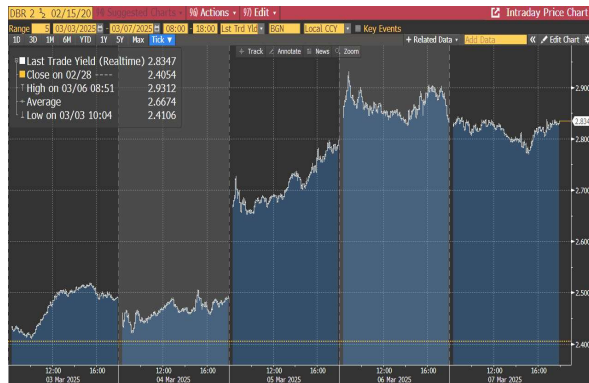 DBR 2 ½ 02/15/20 96) Suggested Charts 96) Actions 97) Edit Intraday Price Chart
Range 5 03/03/2025 - 03/07/2025 08:00 - 18:00 Lst Trd Yld BGN Local CCY Key Events
1D 3D 1M 6M YTD 1Y 5Y Max Tick ▼ + Related Data Add Data « Edit Chart
Track Annotate News Zoom
Last Trade Yield (Realtime) 2.8347
Close on 02/28 ---- 2.4054
High on 03/06 08:51 2.9312
Average 2.6674
Low on 03/03 10:04 2.4106
2.900
2.834
2.800
2.700
2.600
2.500
2.400
12:00 16:00 12:00 16:00 12:00 16:00 12:00 16:00 12:00 16:00
03 Mar 2025 04 Mar 2025 05 Mar 2025 06 Mar 2025 07 Mar 2025